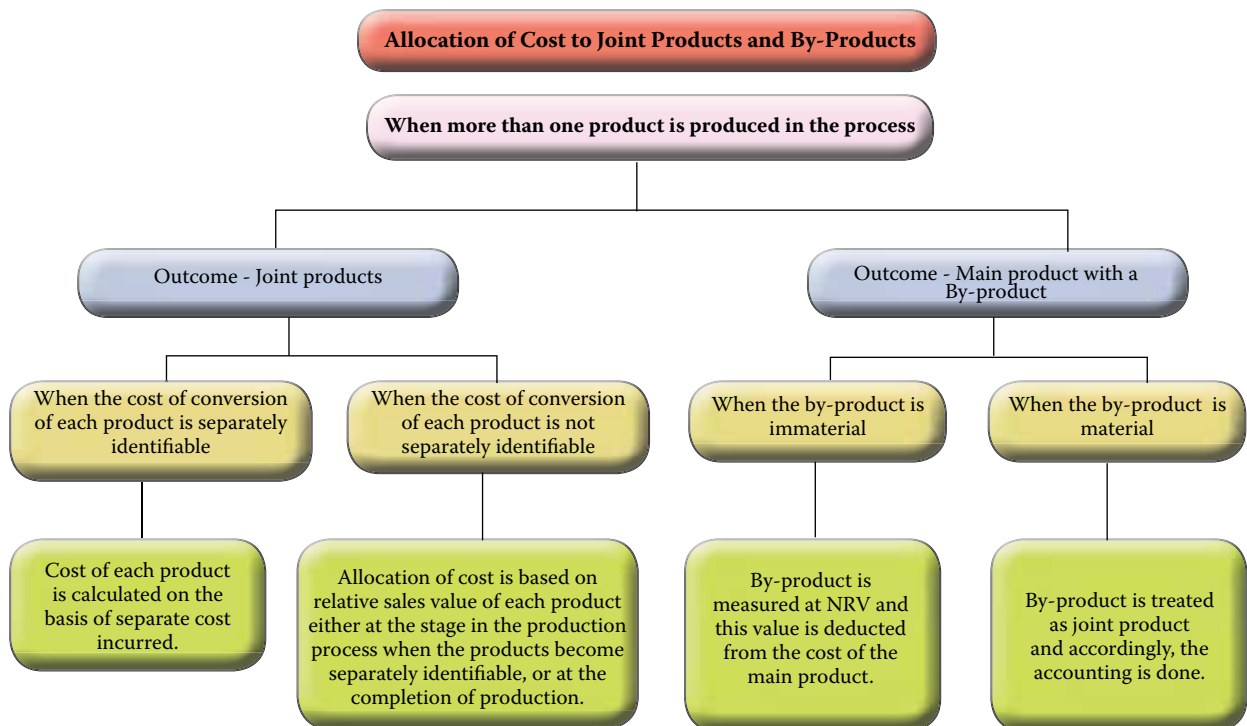 Allocation of Cost to Joint Products and By-Products
When more than one product is produced in the process
Outcome - Joint products
Outcome - Main product with a
By-product
When the cost of conversion
of each product is separately
identifiable
When the cost of conversion
of each product is not
separately identifiable
When the by-product is
immaterial
When the by-product is
material
Cost of each product
is calculated on the
basis of separate cost
incurred.
Allocation of cost is based on
relative sales value of each product
either at the stage in the production
process when the products become
separately identifiable, or at the
completion of production.
By-product is
measured at NRV and
this value is deducted
from the cost of the
main product.
By-product is treated
as joint product
and accordingly, the
accounting is done.